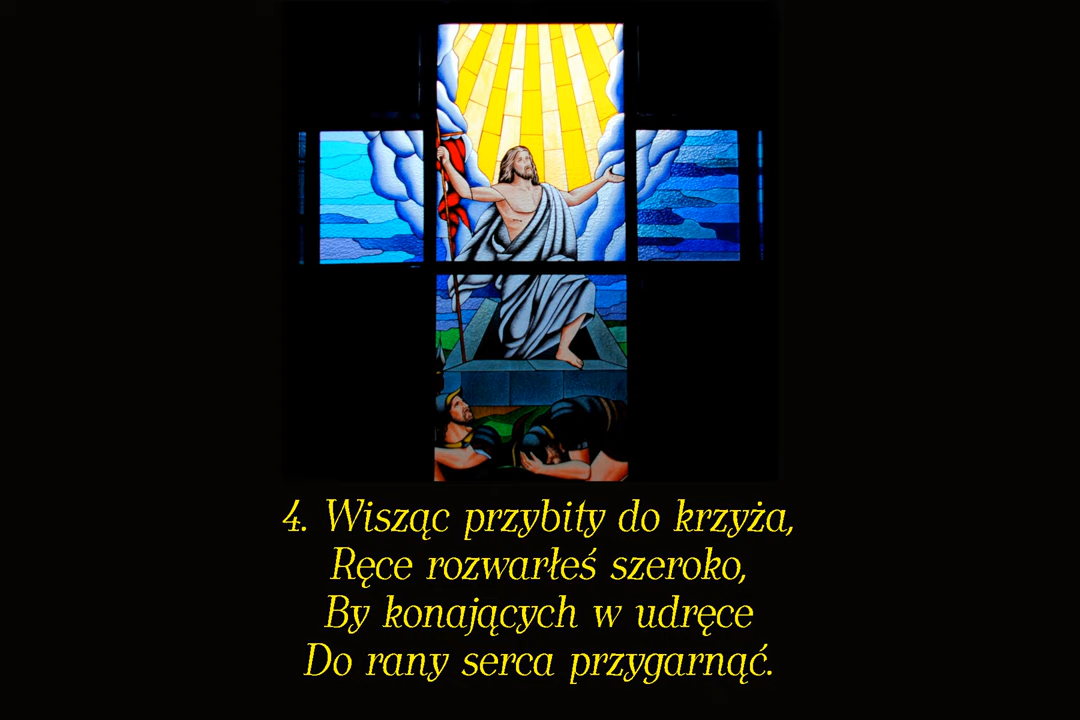 4. Wisząc przybity do krzyża,
Ręce rozwarłeś szeroko,
By konających w udręce
Do rany serca przygarnąć.